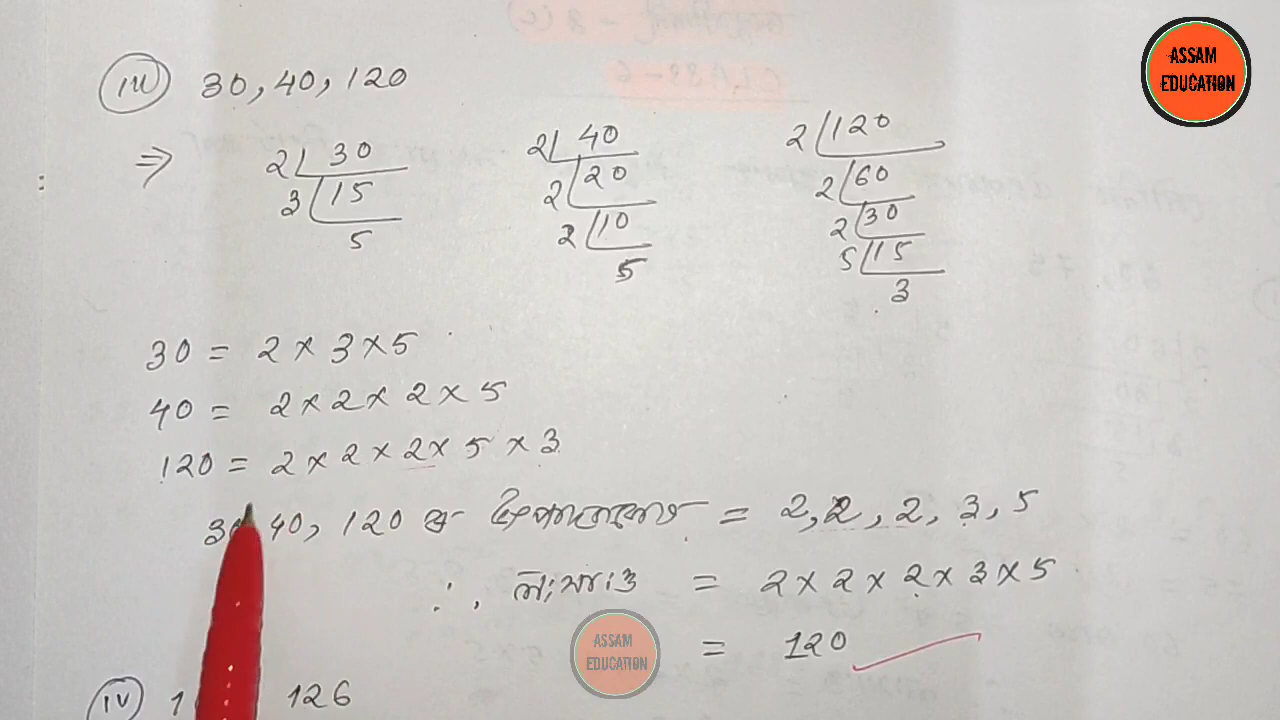 ASSAM
EDUCATION
(iii) 30, 40, 120
⇒ 2 | 30 2 | 40 2 | 120
3 | 15 2 | 20 2 | 60
5 2 | 10 2 | 30
5 5 | 15
3
30 = 2 × 3 × 5
40 = 2 × 2 × 2 × 5
120 = 2 × 2 × 2 × 5 × 3
40, 120 ৰ = 2, 2, 2, 3, 5
∴ ল:সা:গু = 2 × 2 × 2 × 3 × 5
= 120
ASSAM
EDUCATION
(iv) 126